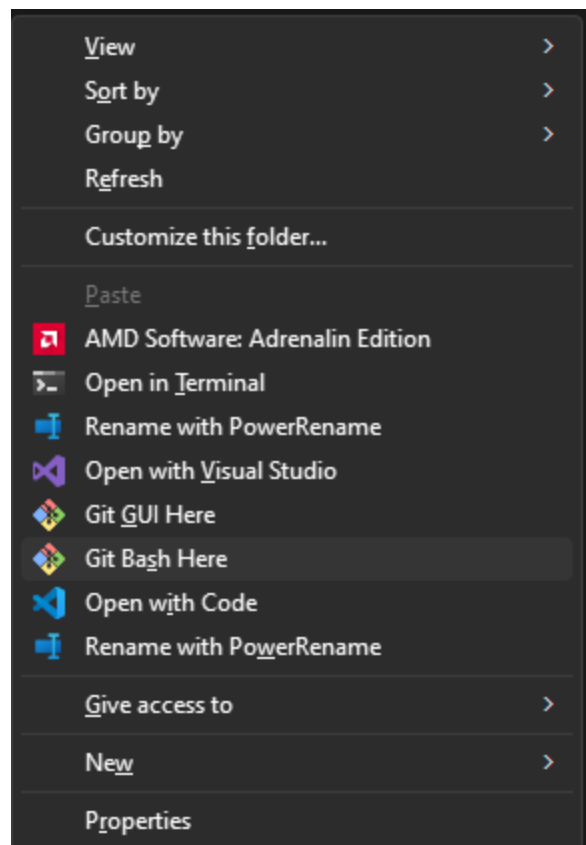 View
Sort by
Group by
Refresh
Customize this folder...
Paste
AMD Software: Adrenalin Edition
Open in Terminal
Rename with PowerRename
Open with Visual Studio
Git GUI Here
Git Bash Here
Open with Code
Rename with PowerRename
Give access to
New
Properties